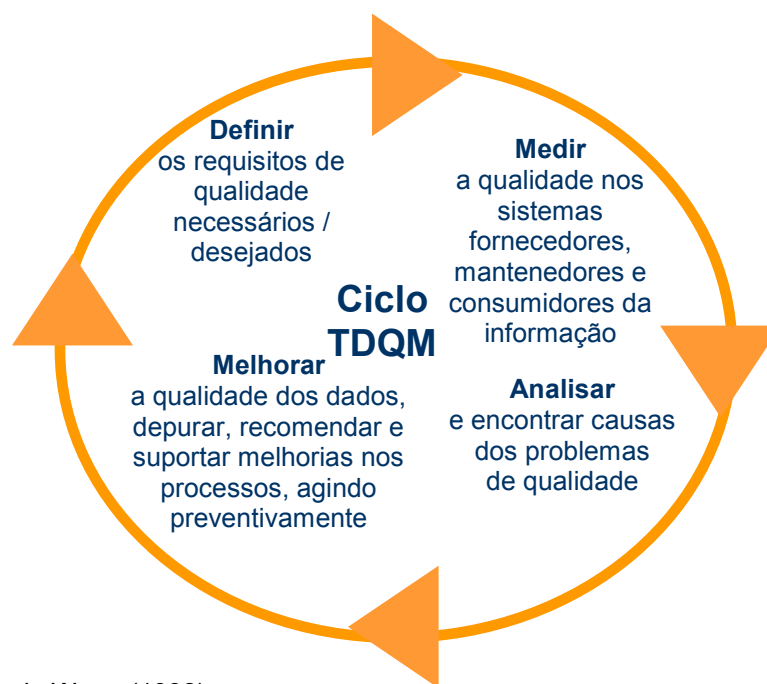 Definir
os requisitos de
qualidade
necessários /
desejados
Medir
a qualidade nos
sistemas
fornecedores,
mantenedores e
consumidores da
informação
Ciclo
TDQM
Melhorar
a qualidade dos dados,
depurar, recomendar e
suportar melhorias nos
processos, agindo
preventivamente
Analisar
e encontrar causas
dos problemas
de qualidade